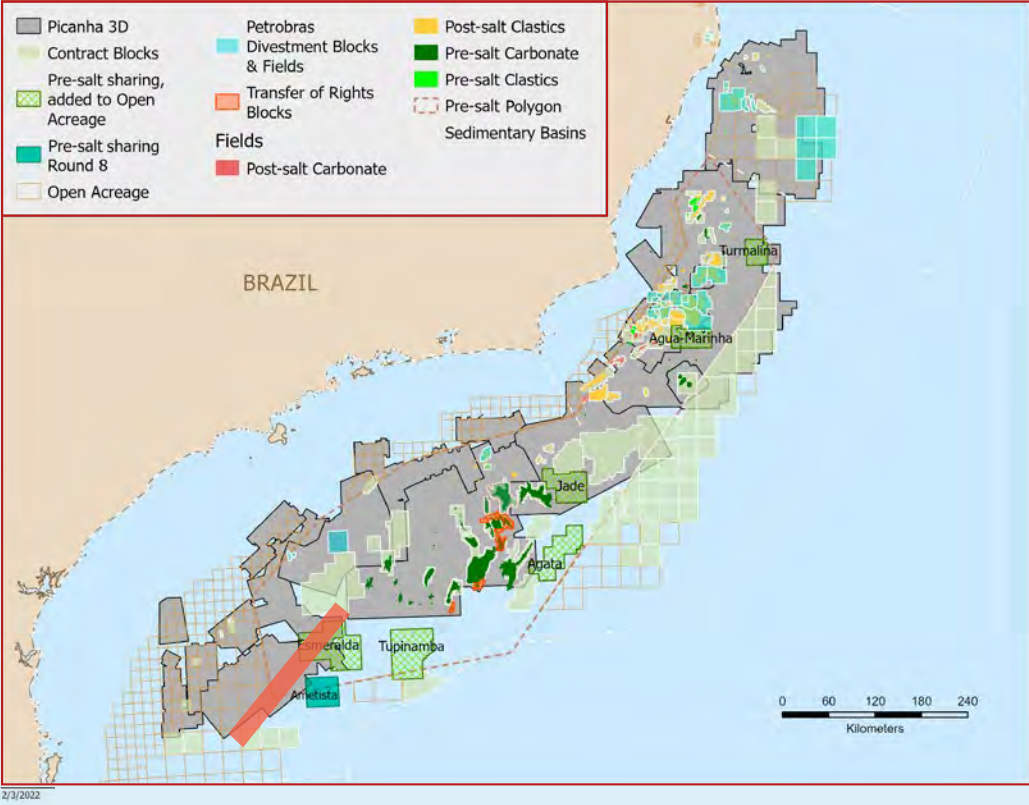 Picanha 3D
Contract Blocks
Pre-salt sharing,
added to Open
Acreage
Pre-salt sharing
Round 8
Open Acreage
Petrobras
Divestment Blocks
& Fields
Transfer of Rights
Blocks
Fields
Post-salt Carbonate
Post-salt Clastics
Pre-salt Carbonate
Pre-salt Clastics
Pre-salt Polygon
Sedimentary Basins
BRAZIL
Turmalina
Agua-Marinha
Jade
Agata
Esmeralda
Tupinamba
Ametista
0 60 120 180 240
Kilometers
2/3/2022